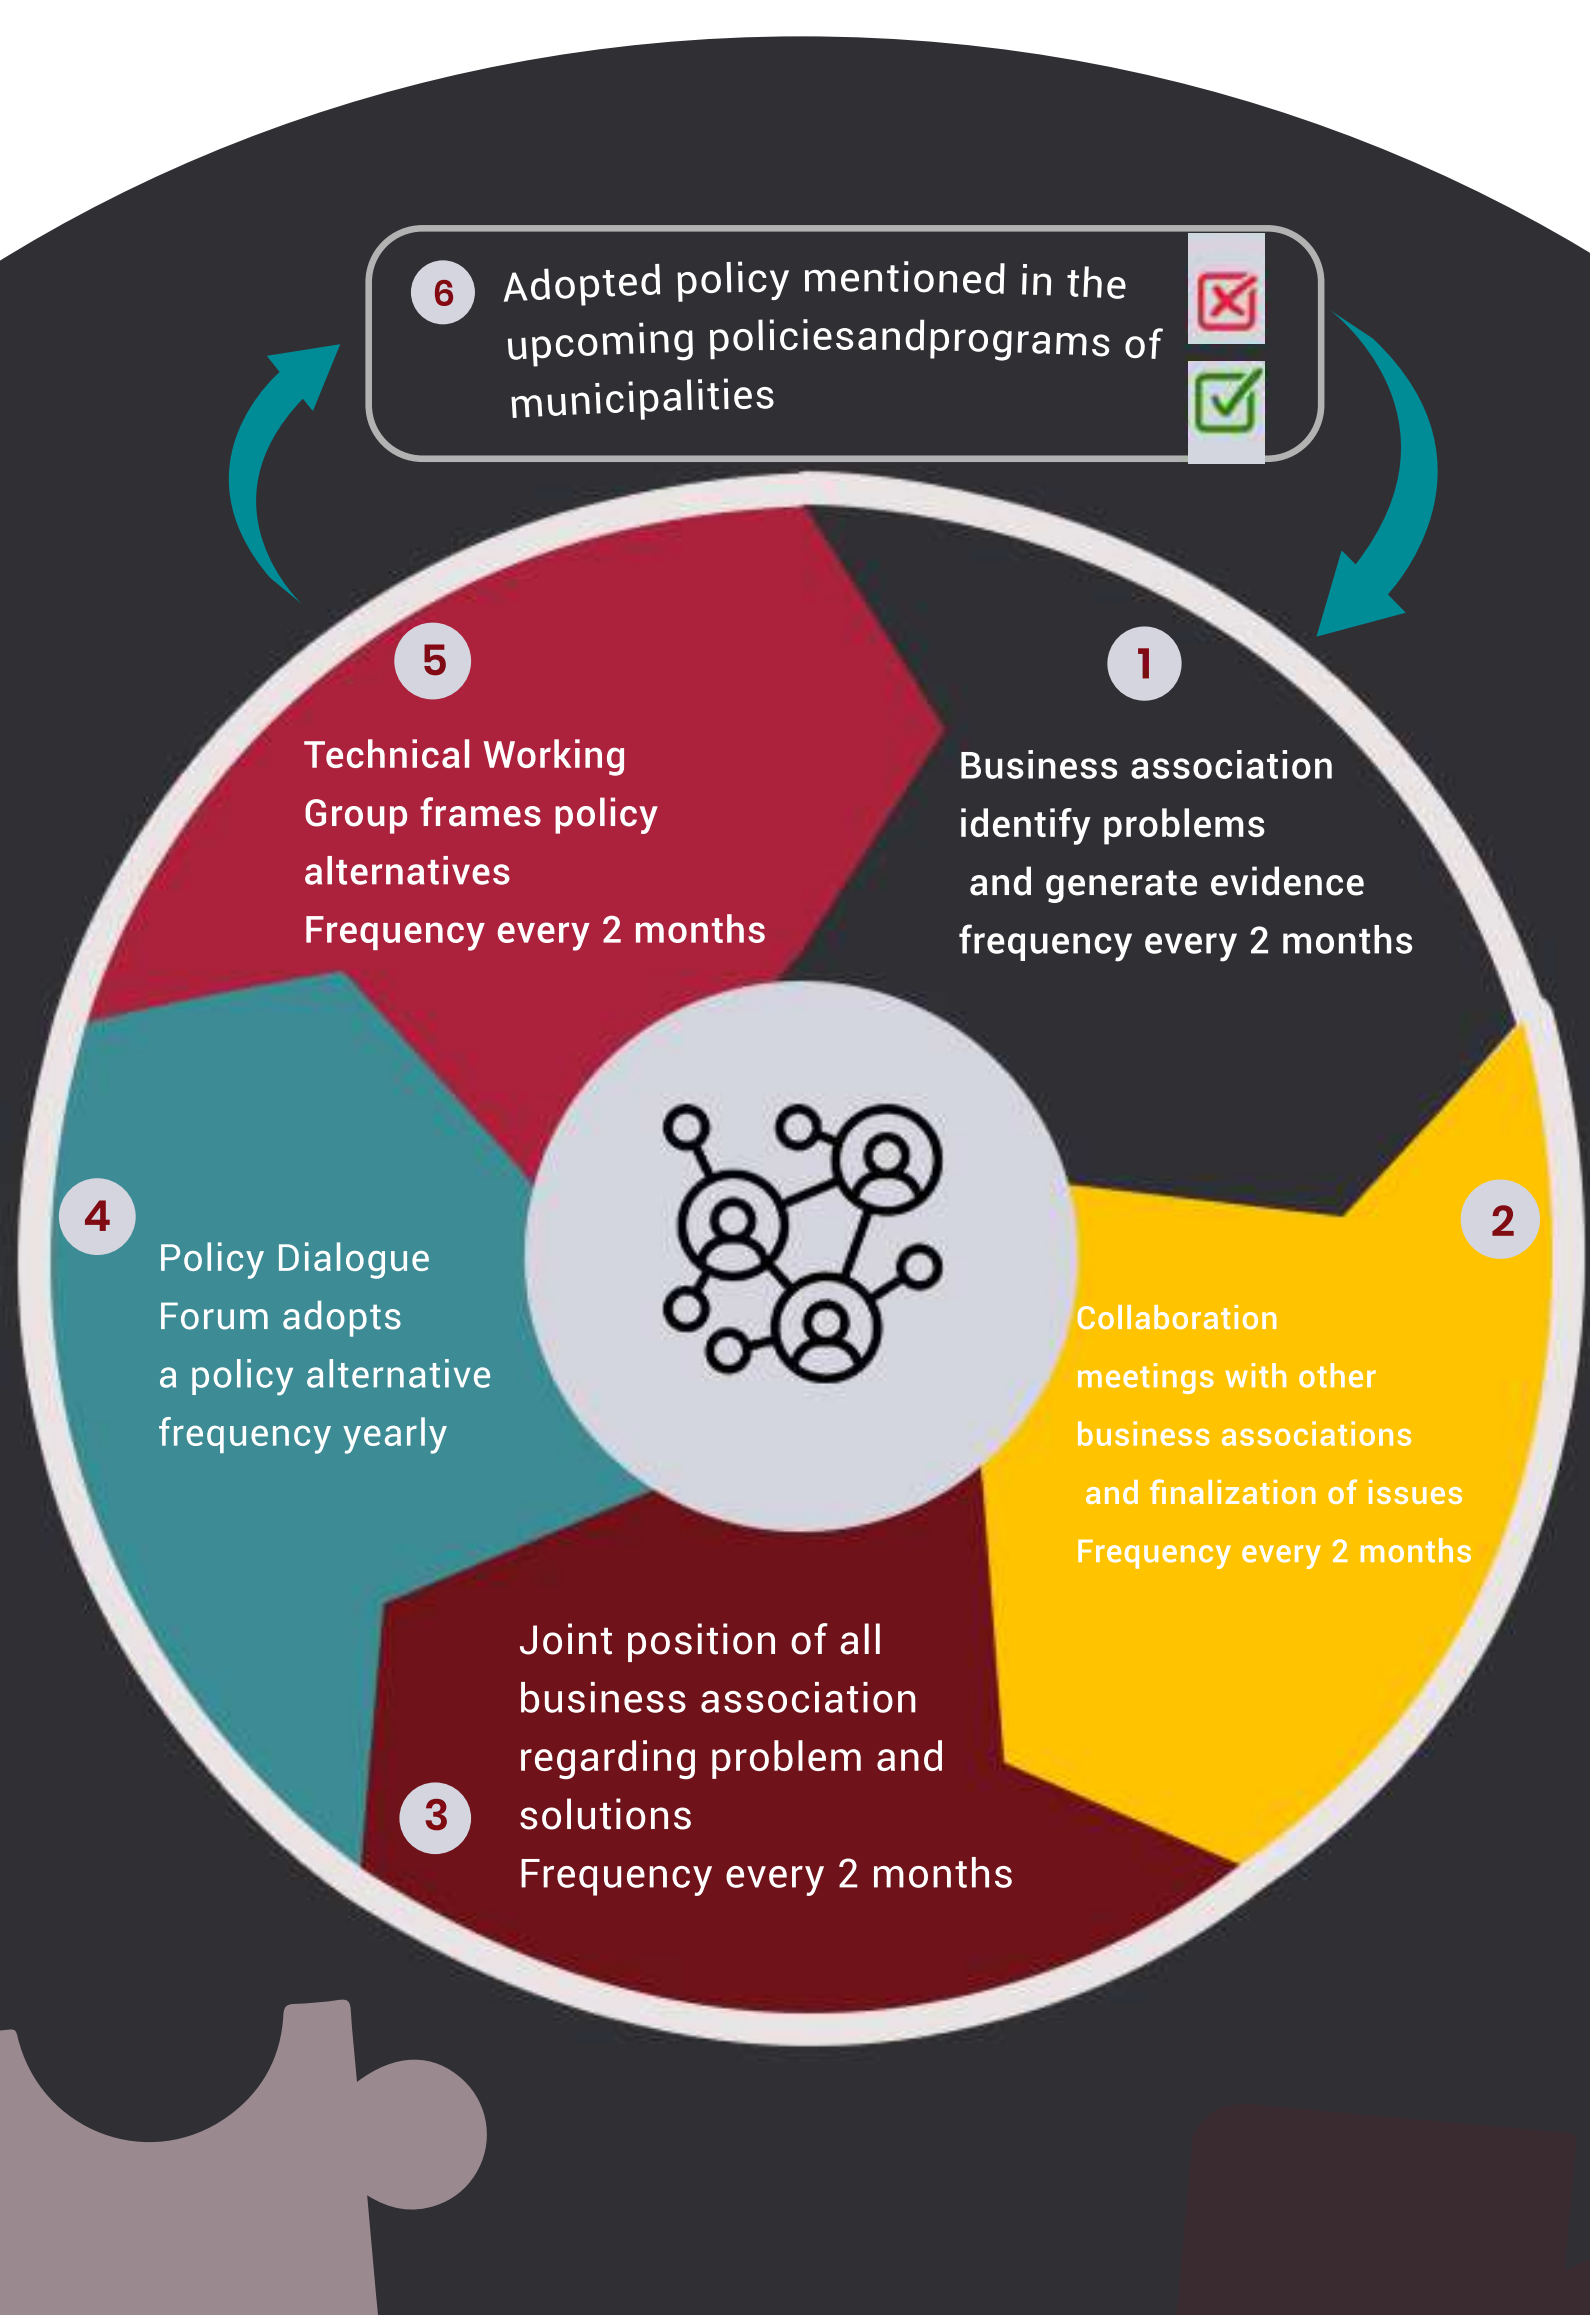 6
Adopted policy mentioned in the
upcoming policiesandprograms of
municipalities
1
Business association
identify problems
and generate evidence
frequency every 2 months
2
Collaboration
meetings with other
business associations
and finalization of issues
Frequency every 2 months
3
Joint position of all
business association
regarding problem and
solutions
Frequency every 2 months
4
Policy Dialogue
Forum adopts
a policy alternative
frequency yearly
5
Technical Working
Group frames policy
alternatives
Frequency every 2 months